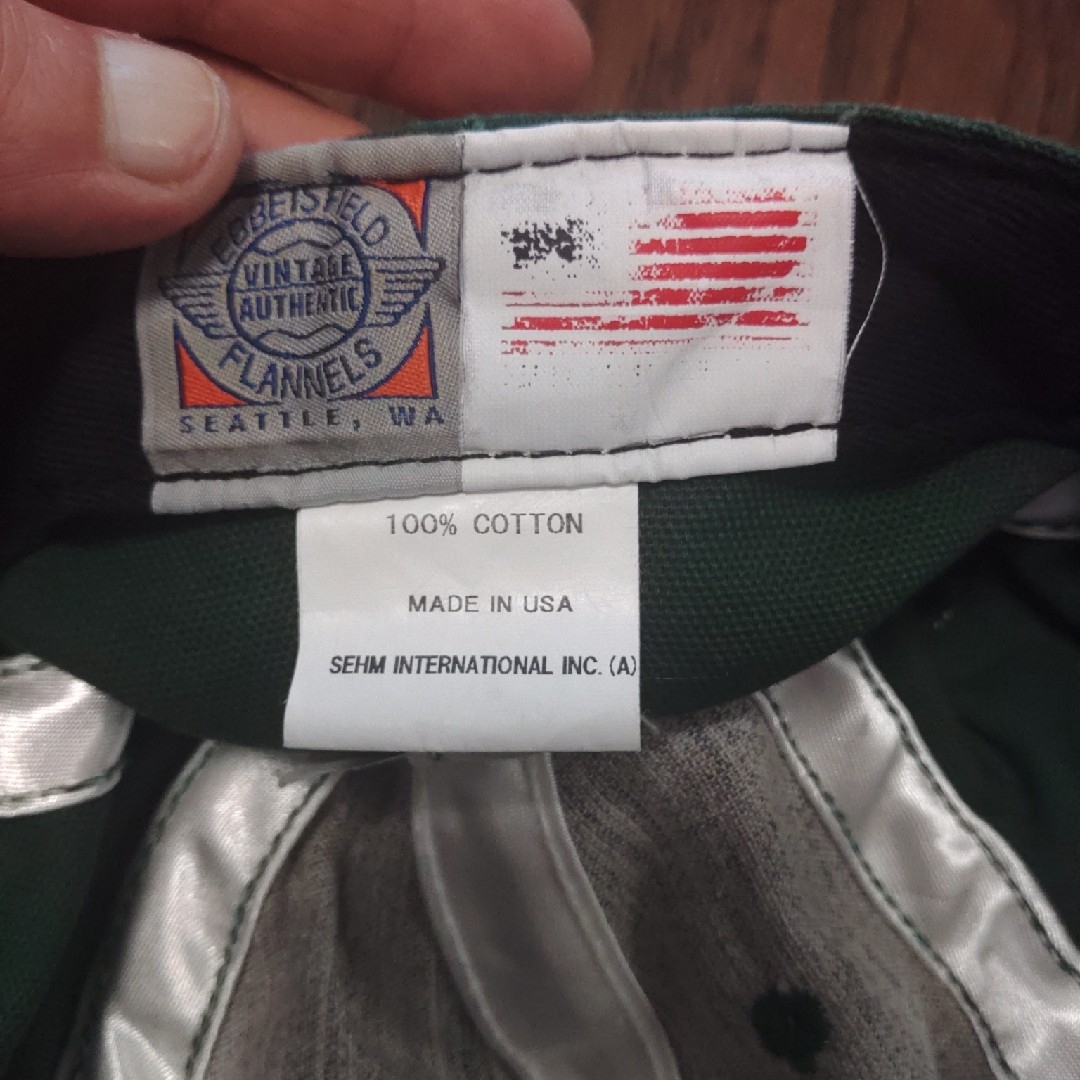 EBBETS FIELD
VINTAGE
AUTHENTIC
FLANNELS
SEATTLE, WA
100% COTTON
MADE IN USA
SEHM INTERNATIONAL INC. (A)